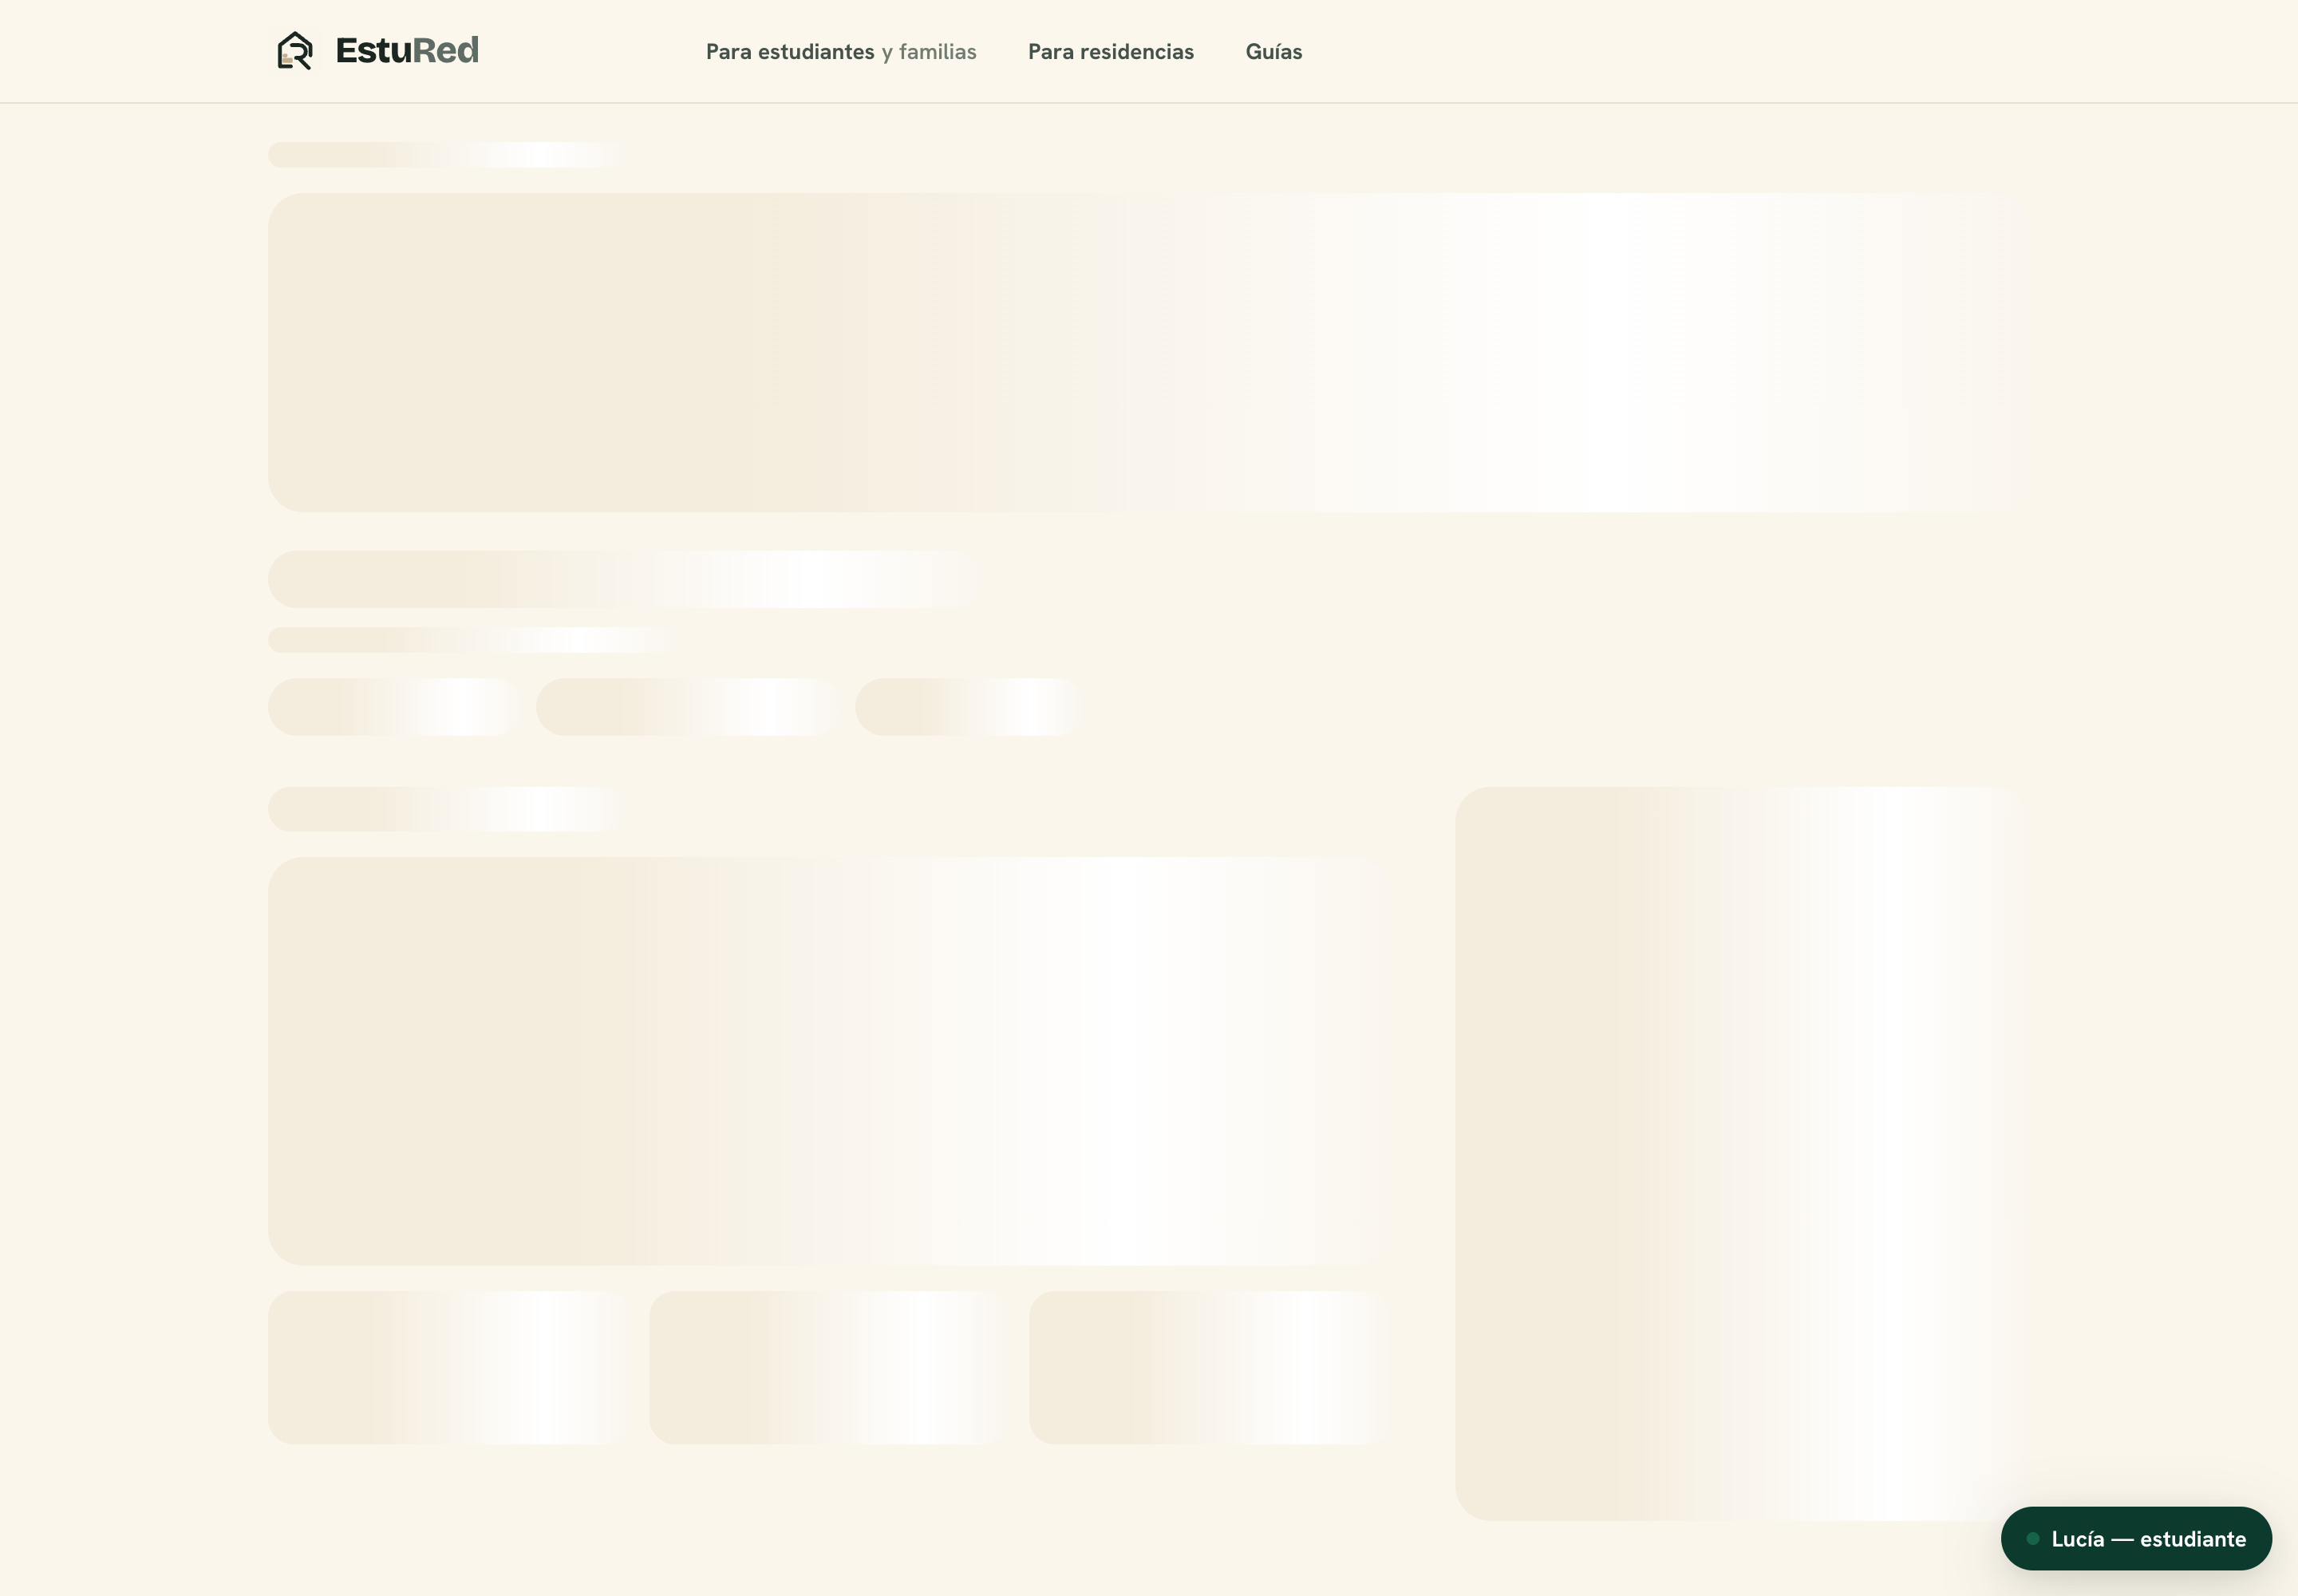 EstuRed
Para estudiantes y familias
Para residencias
Guías
Lucía — estudiante